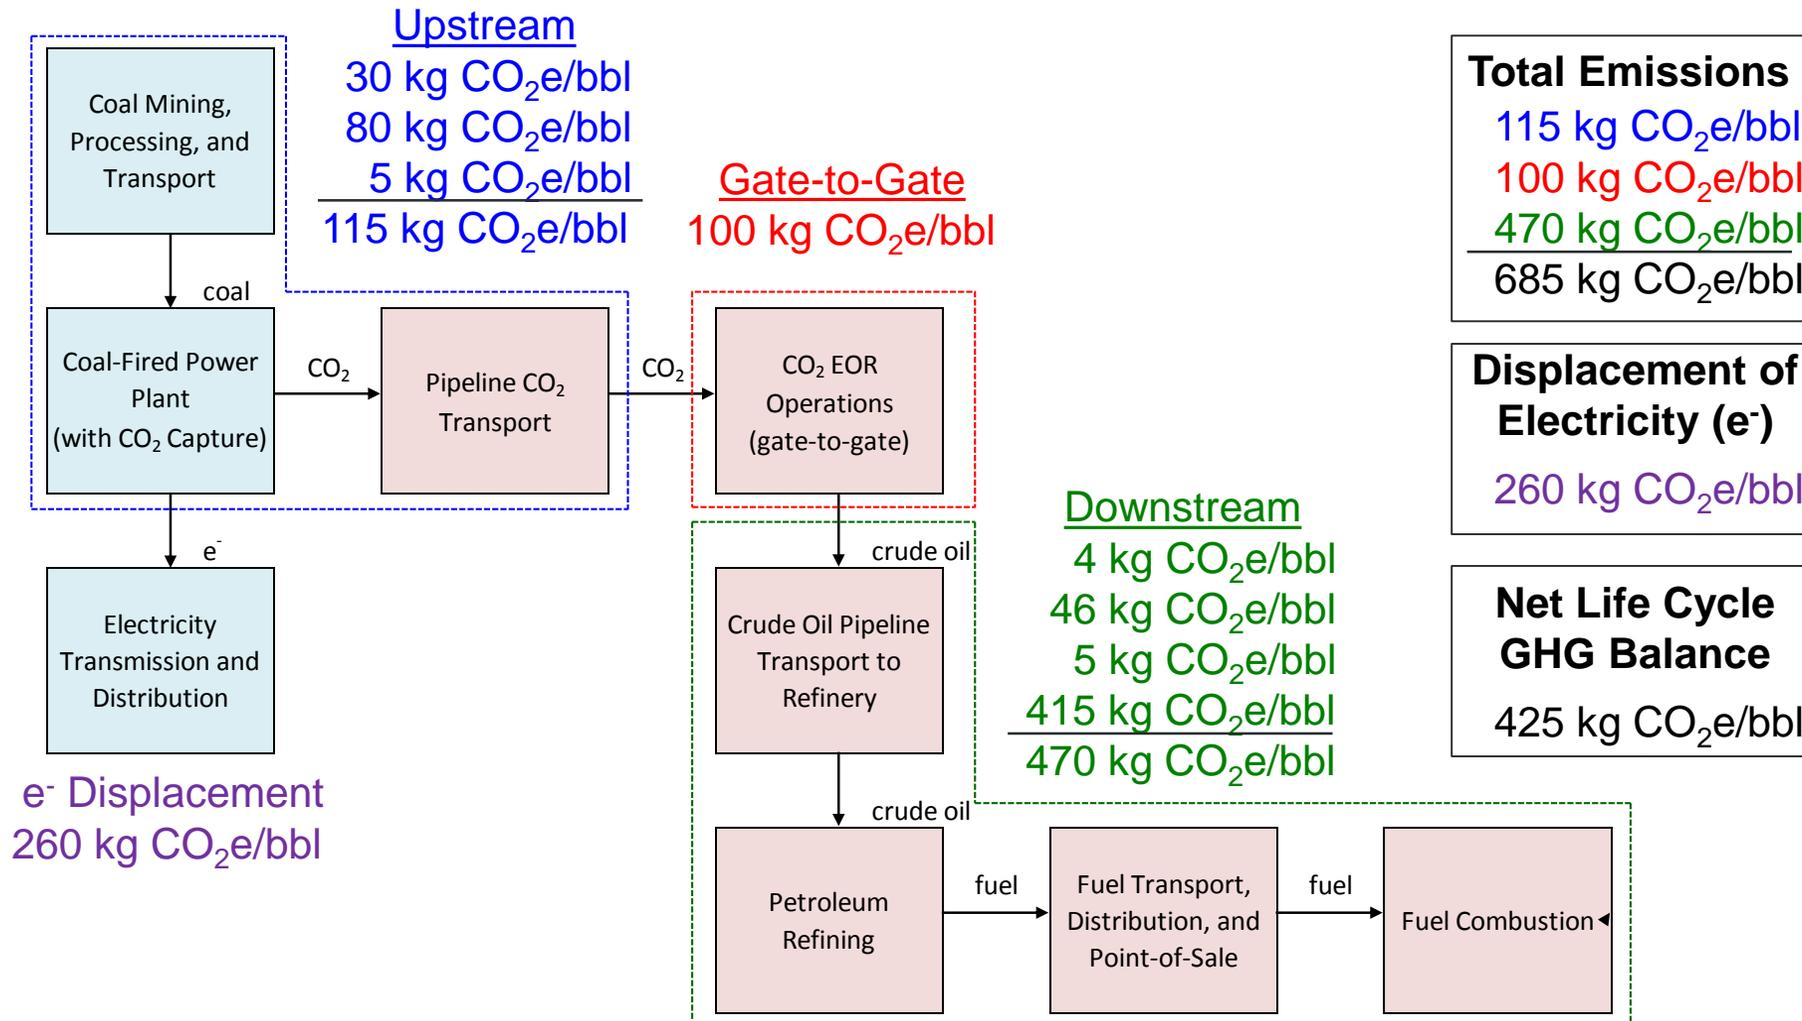 Upstream
30 kg CO₂e/bbl
80 kg CO₂e/bbl
5 kg CO₂e/bbl
115 kg CO₂e/bbl
Coal Mining,
Processing, and
Transport
coal
Coal-Fired Power
Plant
(with CO₂ Capture)
CO₂
Pipeline CO₂
Transport
CO₂
Gate-to-Gate
100 kg CO₂e/bbl
CO₂ EOR
Operations
(gate-to-gate)
e⁻
Electricity
Transmission and
Distribution
e⁻ Displacement
260 kg CO₂e/bbl
crude oil
Crude Oil Pipeline
Transport to
Refinery
crude oil
Downstream
4 kg CO₂e/bbl
46 kg CO₂e/bbl
5 kg CO₂e/bbl
415 kg CO₂e/bbl
470 kg CO₂e/bbl
Petroleum
Refining
fuel
Fuel Transport,
Distribution, and
Point-of-Sale
fuel
Fuel Combustion
Total Emissions
115 kg CO₂e/bbl
100 kg CO₂e/bbl
470 kg CO₂e/bbl
685 kg CO₂e/bbl
Displacement of
Electricity (e⁻)
260 kg CO₂e/bbl
Net Life Cycle
GHG Balance
425 kg CO₂e/bbl